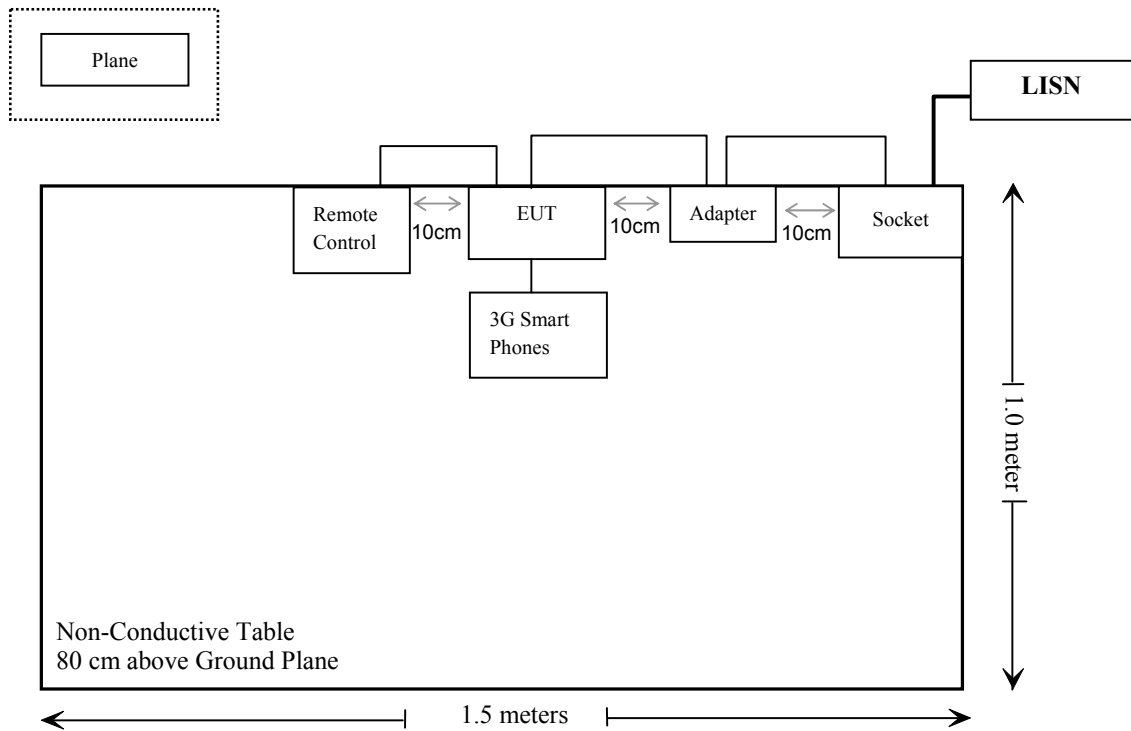 Plane
LISN
Remote
Control
10cm
EUT
10cm
Adapter
10cm
Socket
3G Smart
Phones
1.0 meter
Non-Conductive Table
80 cm above Ground Plane
1.5 meters